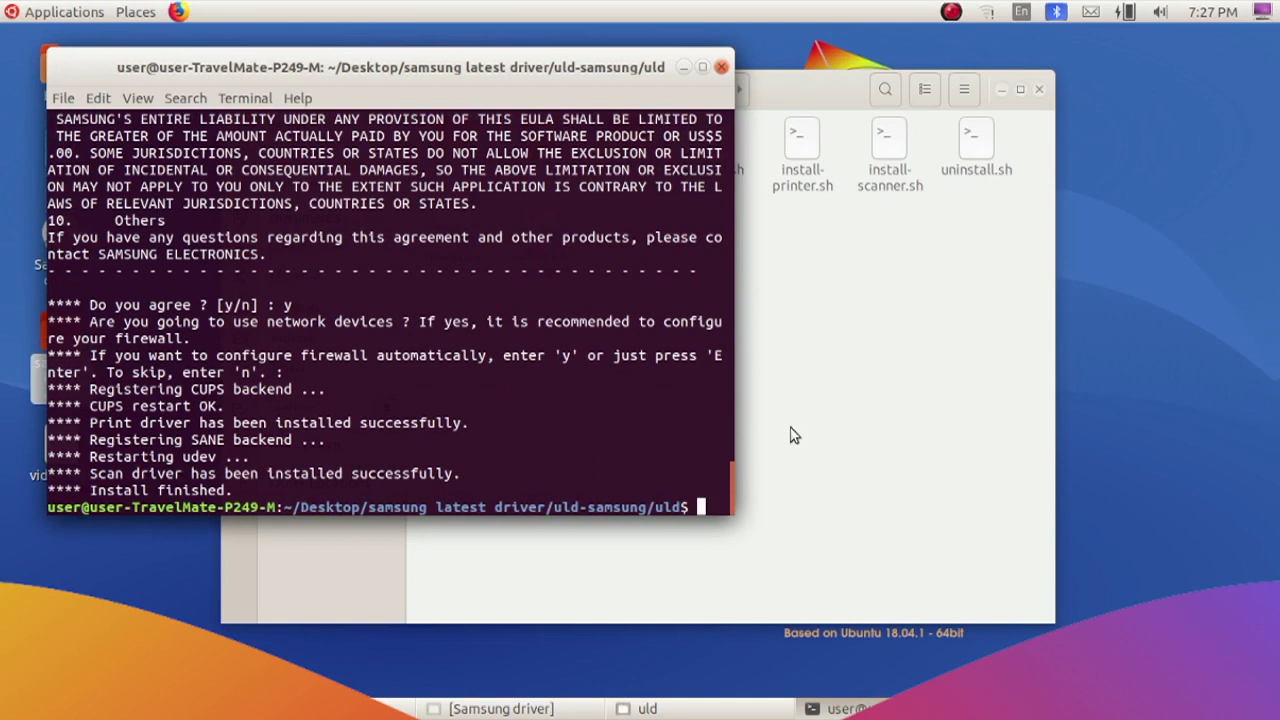 Applications Places En 7:27 PM
user@user-TravelMate-P249-M: ~/Desktop/samsung latest driver/uld-samsung/uld
File Edit View Search Terminal Help
SAMSUNG'S ENTIRE LIABILITY UNDER ANY PROVISION OF THIS EULA SHALL BE LIMITED TO
THE GREATER OF THE AMOUNT ACTUALLY PAID BY YOU FOR THE SOFTWARE PRODUCT OR US$5
.00. SOME JURISDICTIONS, COUNTRIES OR STATES DO NOT ALLOW THE EXCLUSION OR LIMIT
ATION OF INCIDENTAL OR CONSEQUENTIAL DAMAGES, SO THE ABOVE LIMITATION OR EXCLUSI
ON MAY NOT APPLY TO YOU ONLY TO THE EXTENT SUCH APPLICATION IS CONTRARY TO THE L
AWS OF RELEVANT JURISDICTIONS, COUNTRIES OR STATES.
10. Others
If you have any questions regarding this agreement and other products, please co
ntact SAMSUNG ELECTRONICS.
- - - - - - - - - - - - - - - - - - - - - - - - - - - - - - - - - - - - - - - -
**** Do you agree ? [y/n] : y
**** Are you going to use network devices ? If yes, it is recommended to configu
re your firewall.
**** If you want to configure firewall automatically, enter 'y' or just press 'E
nter'. To skip, enter 'n'. :
**** Registering CUPS backend ...
**** CUPS restart OK.
**** Print driver has been installed successfully.
**** Registering SANE backend ...
**** Restarting udev ...
**** Scan driver has been installed successfully.
**** Install finished.
user@user-TravelMate-P249-M:~/Desktop/samsung latest driver/uld-samsung/uld$
install-
printer.sh
install-
scanner.sh
uninstall.sh
Based on Ubuntu 18.04.1 - 64bit
[Samsung driver] uld user@u